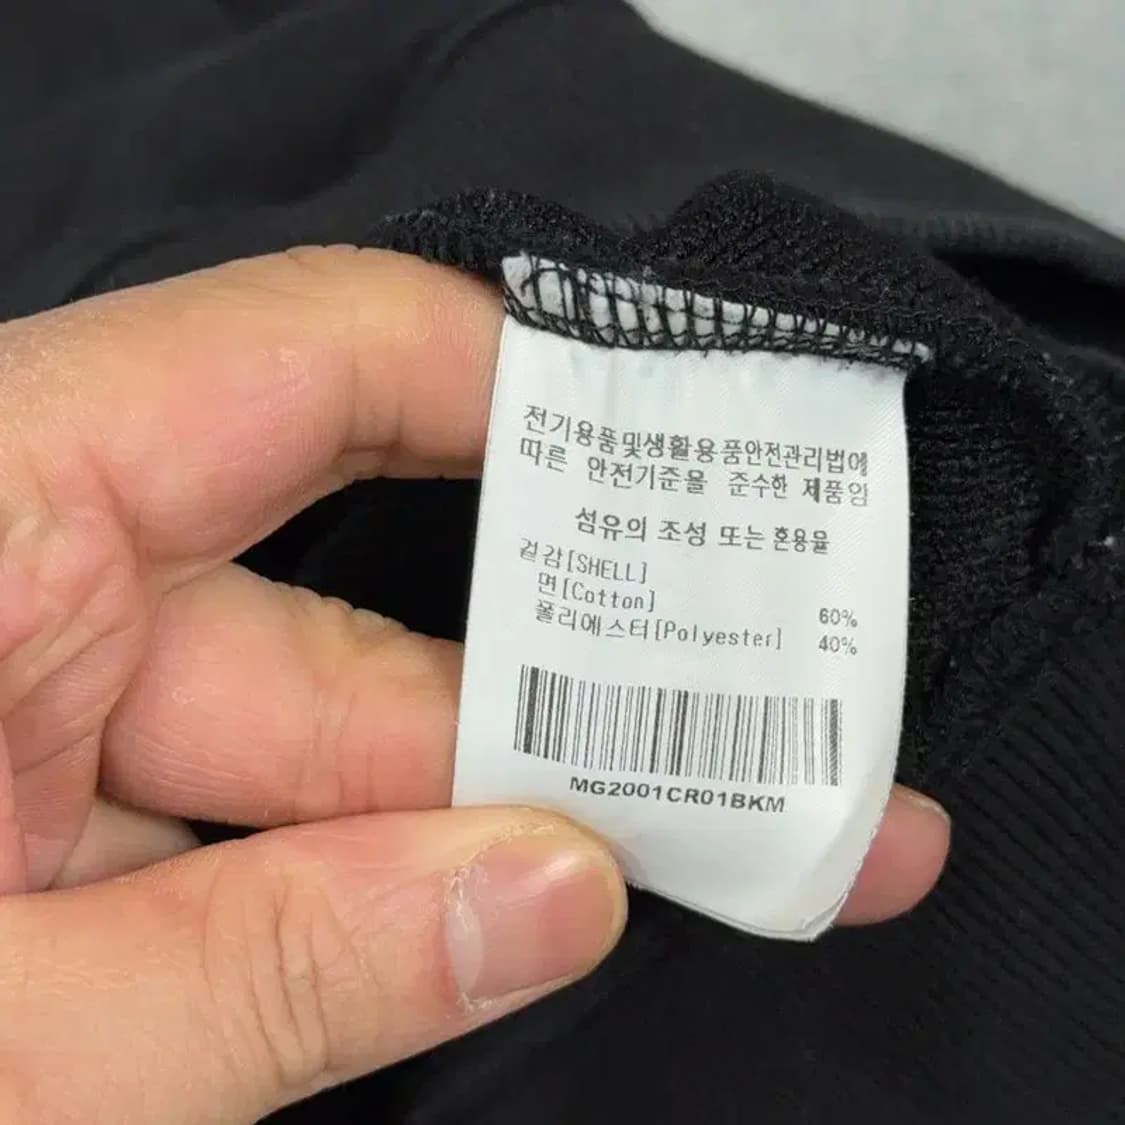 전기용품및생활용품안전관리법에
따른 안전기준을 준수한 제품임
섬유의 조성 또는 혼용율
겉감[SHELL]
면[Cotton] 60%
폴리에스터[Polyester] 40%
MG2001CR01BKM